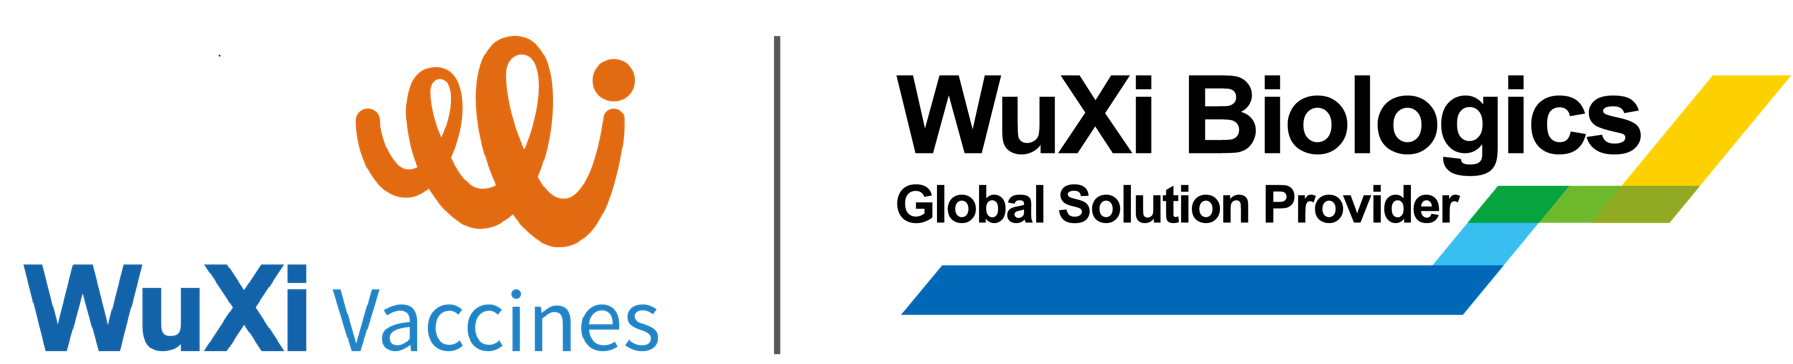 WuXi Vaccines
WuXi Biologics
Global Solution Provider